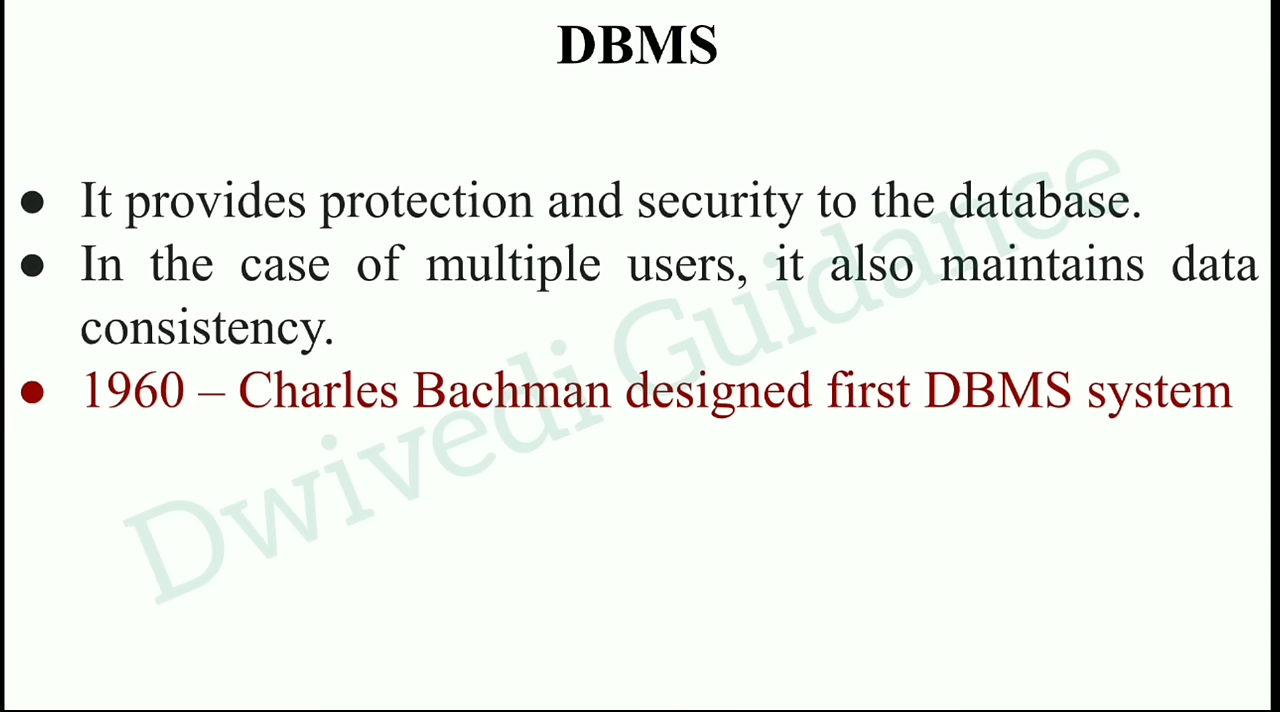 DBMS
● It provides protection and security to the database.
● In the case of multiple users, it also maintains data
consistency.
● 1960 – Charles Bachman designed first DBMS system
Dwivedi Guidance